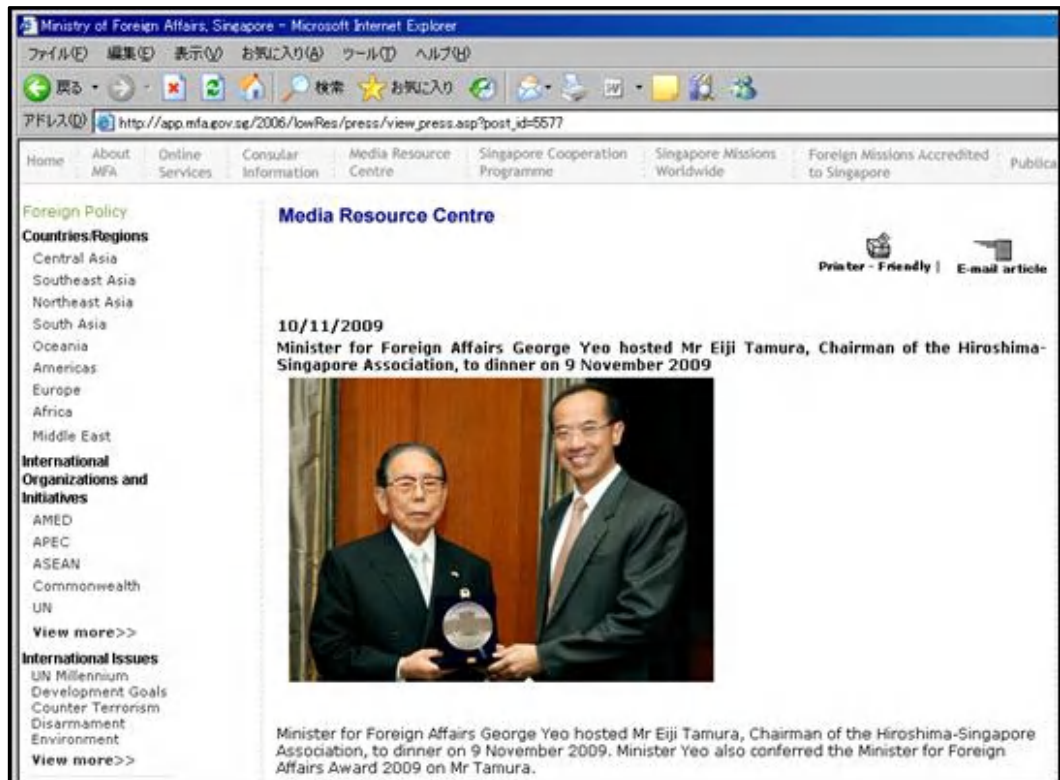 Ministry of Foreign Affairs, Singapore - Microsoft Internet Explorer
ファイル(F) 編集(E) 表示(V) お気に入り(A) ツール(T) ヘルプ(H)
戻る 検索 お気に入り
アドレス(D) http://app.mfa.gov.sg/2006/lowRes/press/view_press.asp?post_id=5577
Home About MFA Online Services Consular Information Media Resource Centre Singapore Cooperation Programme Singapore Missions Worldwide Foreign Missions Accredited to Singapore Publica
Foreign Policy
Countries/Regions
Central Asia
Southeast Asia
Northeast Asia
South Asia
Oceania
Americas
Europe
Africa
Middle East
International
Organizations and
Initiatives
AMED
APEC
ASEAN
Commonwealth
UN
View more>>
International Issues
UN Millennium
Development Goals
Counter Terrorism
Disarmament
Environment
View more>>
Media Resource Centre
Printer - Friendly | E-mail article
10/11/2009
Minister for Foreign Affairs George Yeo hosted Mr Eiji Tamura, Chairman of the Hiroshima-
Singapore Association, to dinner on 9 November 2009
Minister for Foreign Affairs George Yeo hosted Mr Eiji Tamura, Chairman of the Hiroshima-Singapore
Association, to dinner on 9 November 2009. Minister Yeo also conferred the Minister for Foreign
Affairs Award 2009 on Mr Tamura.